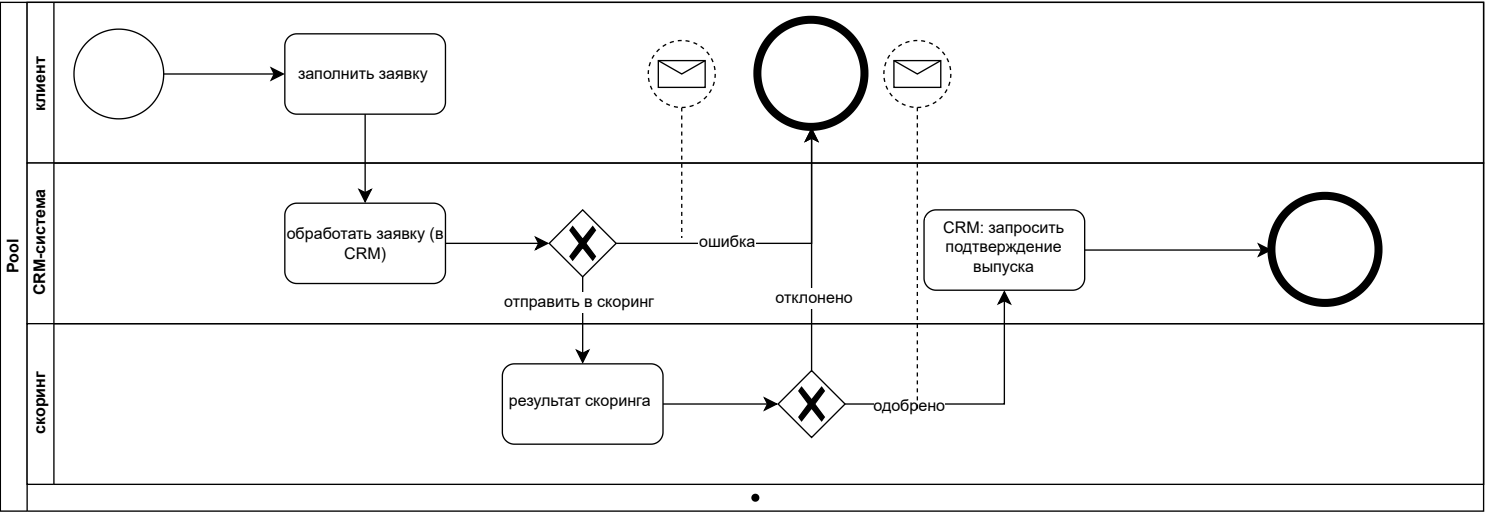 Pool
клиент
заполнить заявку
CRM-система
обработать заявку (в
CRM)
ошибка
CRM: запросить
подтверждение
выпуска
отправить в скоринг
отклонено
скоринг
результат скоринга
одобрено